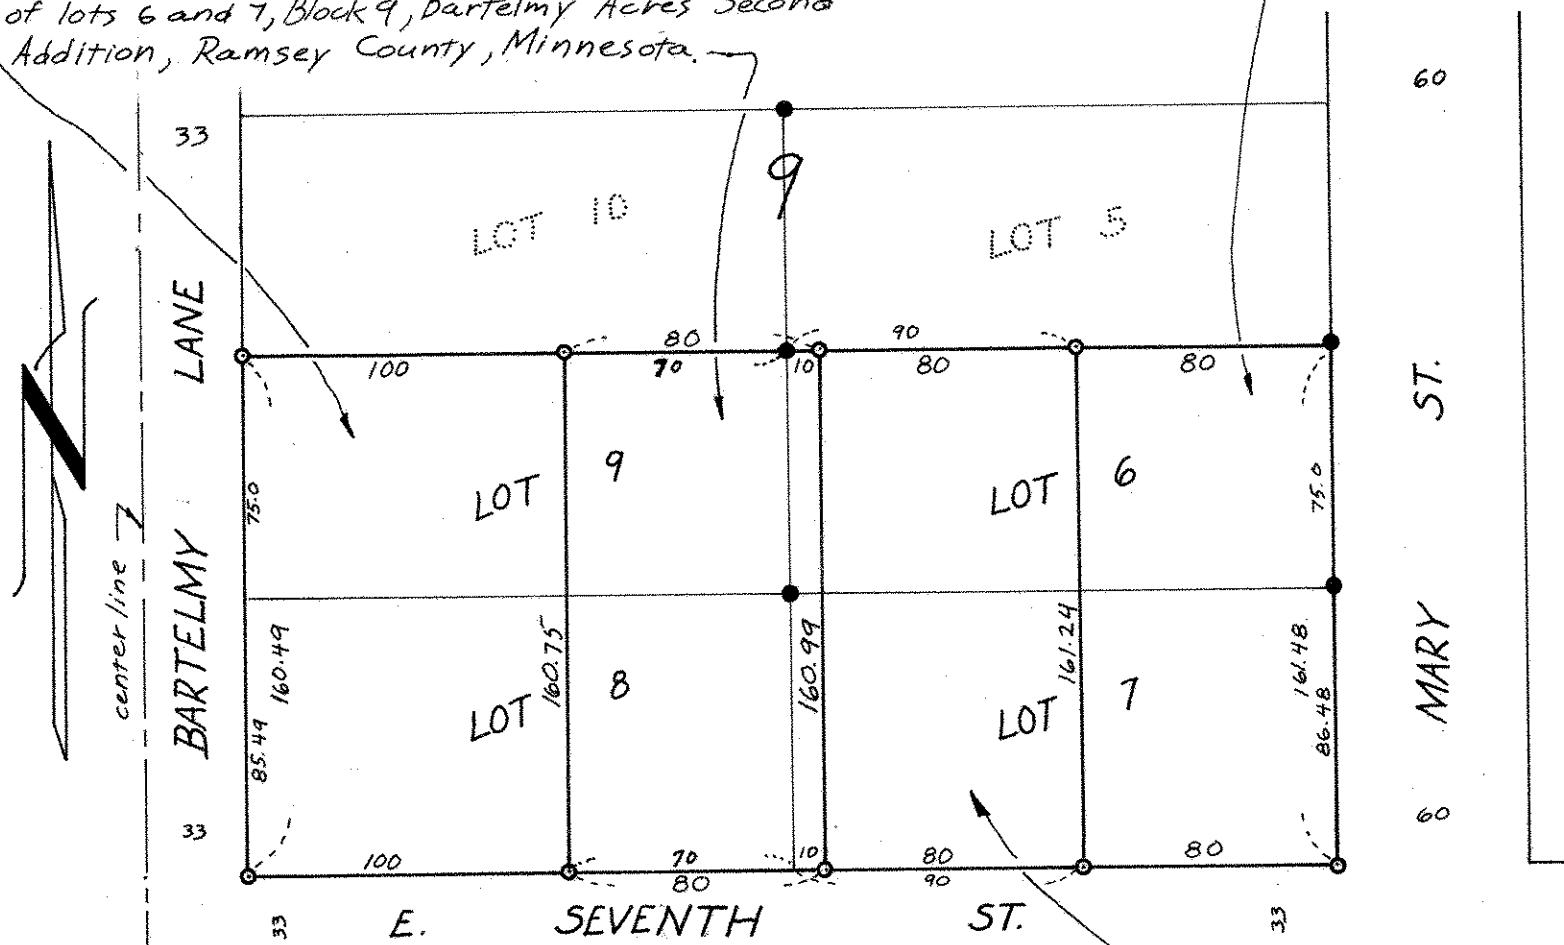 of lots 6 and 7, Block 9, Bartelmy Acres Second
Addition, Ramsey County, Minnesota.
60
33
9
LOT 10
LOT 5
LANE
80
90
100
70
10
80
80
ST.
LOT 9
LOT 6
75.0
75.0
center line
BARTELMY
160.49
160.75
160.99
161.24
161.48
MARY
LOT 8
LOT 7
85.49
86.48
33
60
100
70
10
80
80
80
90
33
E. SEVENTH ST.
33